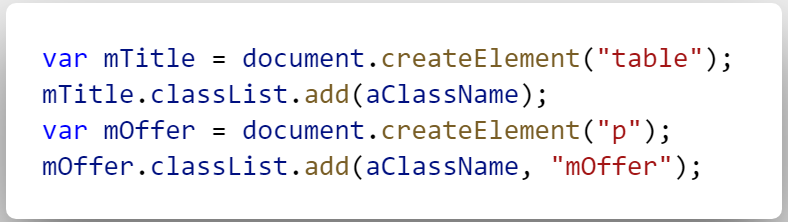 var mTitle = document.createElement("table");
mTitle.classList.add(aClassName);
var mOffer = document.createElement("p");
mOffer.classList.add(aClassName, "mOffer");